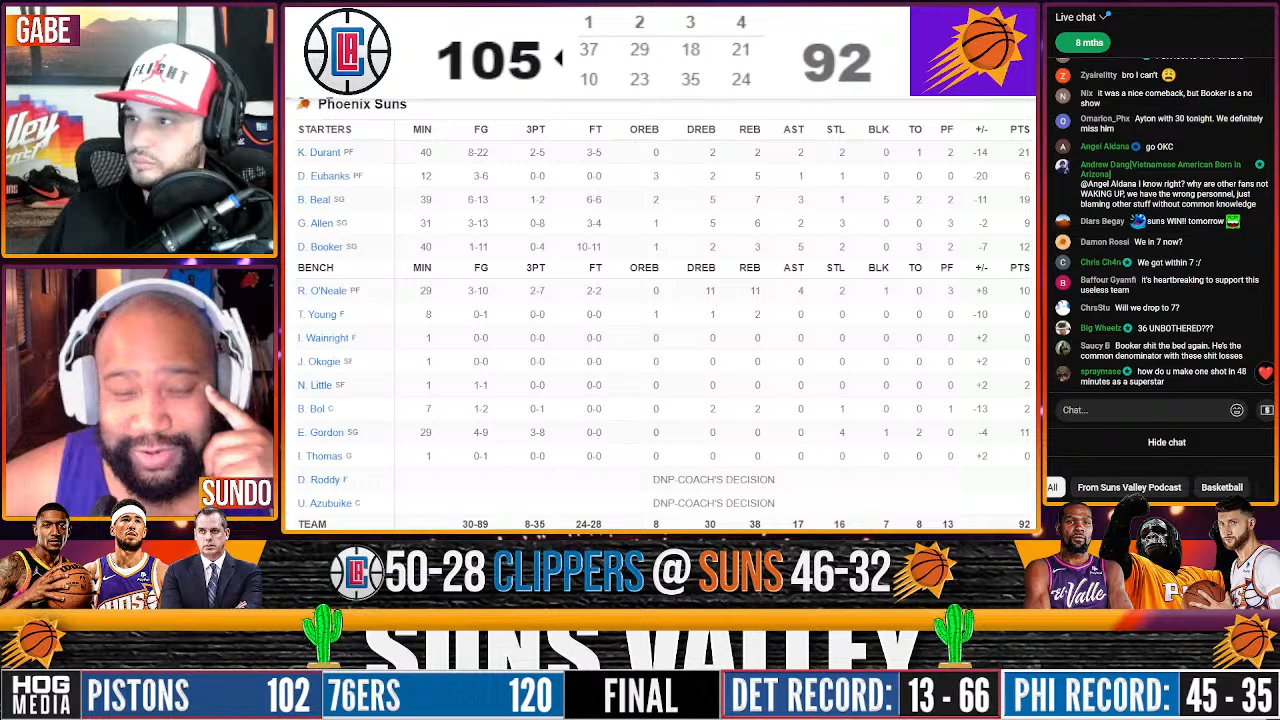 GABE
SUNDO
105
92
1 2 3 4
37 29 18 21
10 23 35 24
Phoenix Suns
STARTERS MIN FG 3PT FT OREB DREB REB AST STL BLK TO PF +/- PTS
K. Durant PF 40 8-22 2-5 3-5 0 2 2 2 2 0 1 2 -14 21
D. Eubanks PF 12 3-6 0-0 0-0 3 2 5 1 1 0 0 0 -20 6
B. Beal SG 39 6-13 1-2 6-6 2 5 7 3 1 5 2 2 -11 19
G. Allen SG 31 3-13 0-8 3-4 1 5 6 2 3 0 0 3 -2 9
D. Booker SG 40 1-11 0-4 10-11 1 2 3 5 2 0 2 3 -7 12
BENCH MIN FG 3PT FT OREB DREB REB AST STL BLK TO PF +/- PTS
R. O'Neale PF 29 3-10 2-7 2-2 0 11 11 4 2 1 0 3 +8 10
T. Young F 8 0-1 0-0 0-0 1 1 2 0 0 0 0 0 -10 0
I. Wainright F 1 0-0 0-0 0-0 0 0 0 0 0 0 0 0 +2 0
J. Okogie SF 1 0-0 0-0 0-0 0 0 0 0 0 0 0 0 +2 0
N. Little SF 1 1-1 0-0 0-0 0 0 0 0 0 0 0 0 +2 2
B. Bol C 7 1-2 0-1 0-0 0 2 2 0 1 0 0 1 -13 2
E. Gordon SG 29 4-9 3-8 0-0 0 0 0 0 4 1 2 0 -4 11
I. Thomas G 1 0-1 0-0 0-0 0 0 0 0 0 0 0 0 +2 0
D. Roddy F DNP-COACH'S DECISION
U. Azubuike C DNP-COACH'S DECISION
TEAM 30-89 8-35 24-28 8 30 38 17 16 7 8 13 92
Live chat
8 mths
Zyairelitty Lol I can't
Nix it was a nice comeback, but Booker is a no
show
Omarion_Phx Ayton with 30 tonight. We definitely
miss him
Angel Aldana go OKC
Andrew Dang[Vietnamese American Born in
Arizona]
@Angel Aldana I know right? why are other fans not
WAKING UP, we have the wrong personnel, just
blaming other stuff without common knowledge
Dlars Begay suns WIN!! tomorrow
Damon Rossi We in 7 now?
Chris Ch4n We got within 7 :/
Baffour Gyamfi it's heartbreaking to support this
useless team
ChrsStu Will we drop to 7?
Big Wheelz 36 UNBOTHERED???
Saucy B Booker shit the bed again. He's the
common denominator with these shit losses
spraymase how do u make one shot in 48
minutes as a superstar
Chat...
Hide chat
All From Suns Valley Podcast Basketball
50-28 CLIPPERS @ SUNS 46-32
SUNS VALLEY
HOG
MEDIA
PISTONS 102 76ERS 120 FINAL DET RECORD: 13 - 66 PHI RECORD: 45 - 35